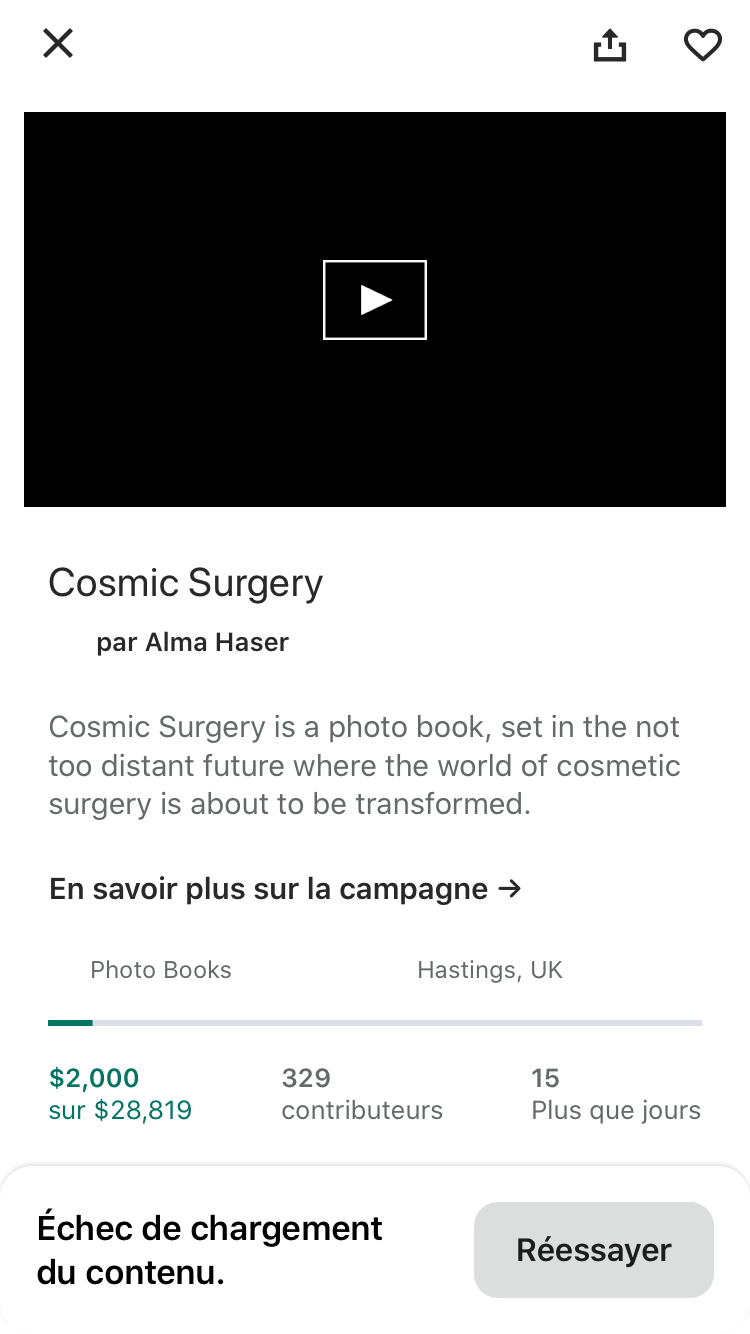 Cosmic Surgery
par Alma Haser
Cosmic Surgery is a photo book, set in the not
too distant future where the world of cosmetic
surgery is about to be transformed.
En savoir plus sur la campagne →
Photo Books
Hastings, UK
$2,000
sur $28,819
329
contributeurs
15
Plus que jours
Échec de chargement
du contenu.
Réessayer